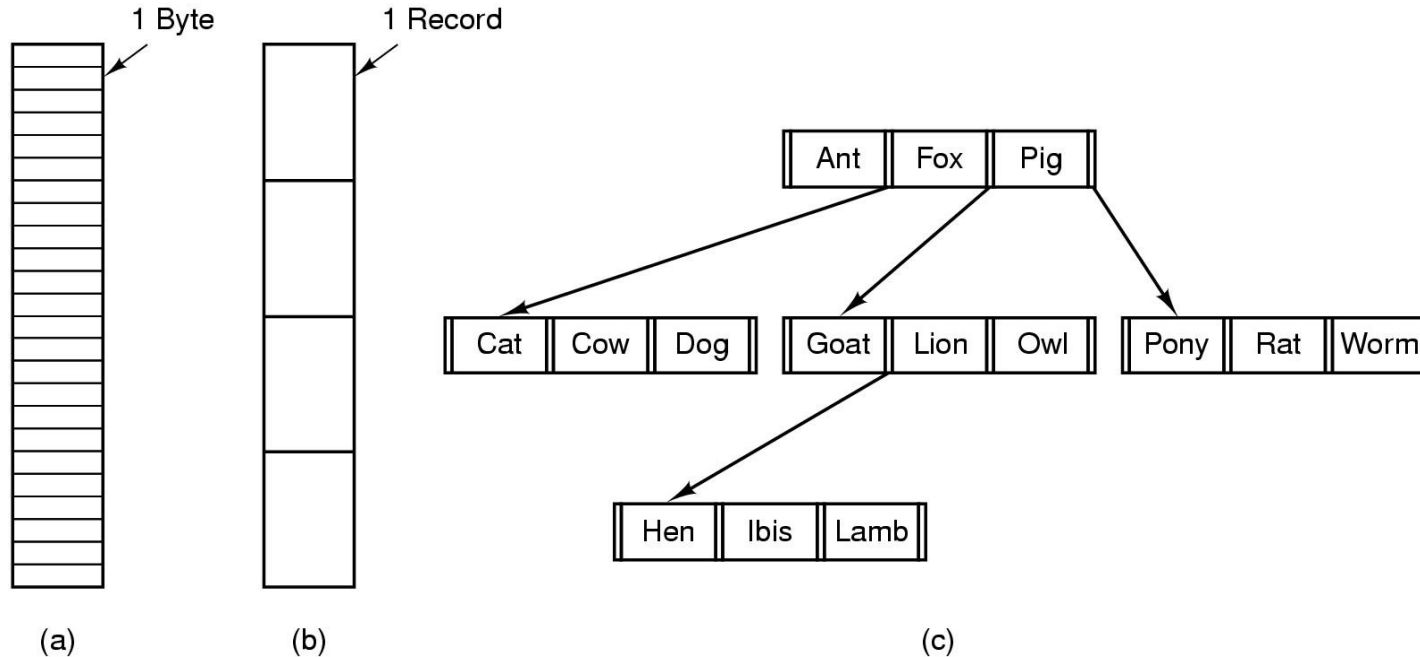 1 Byte
1 Record
Ant Fox Pig
Cat Cow Dog
Goat Lion Owl
Pony Rat Worm
Hen Ibis Lamb
(a)
(b)
(c)